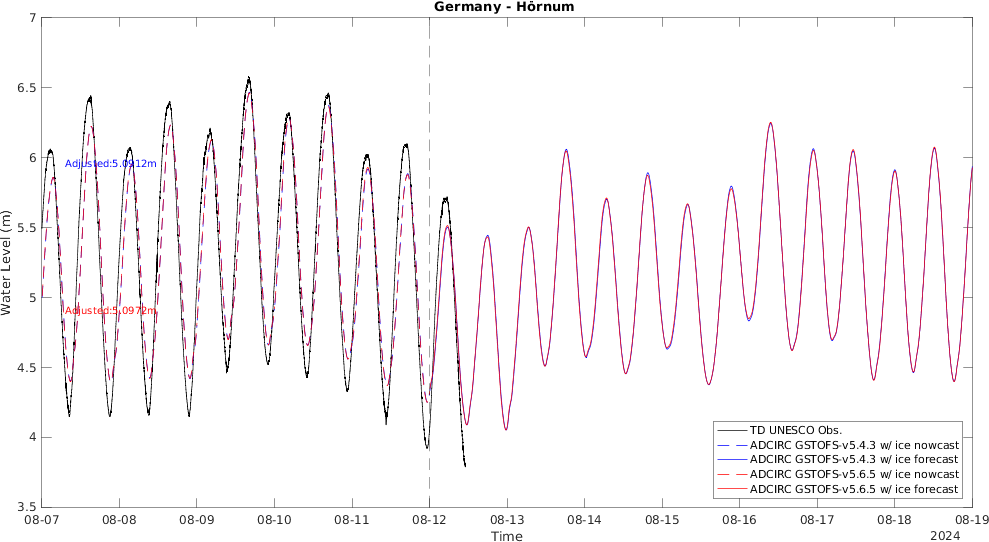 Germany - Hörnum
7
6.5
6
5.5
5
4.5
4
3.5
Water Level (m)
Adjusted:5.0912m
Adjusted:5.0972m
TD UNESCO Obs.
ADCIRC GSTOFS-v5.4.3 w/ ice nowcast
ADCIRC GSTOFS-v5.4.3 w/ ice forecast
ADCIRC GSTOFS-v5.6.5 w/ ice nowcast
ADCIRC GSTOFS-v5.6.5 w/ ice forecast
08-07 08-08 08-09 08-10 08-11 08-12 08-13 08-14 08-15 08-16 08-17 08-18 08-19
Time
2024